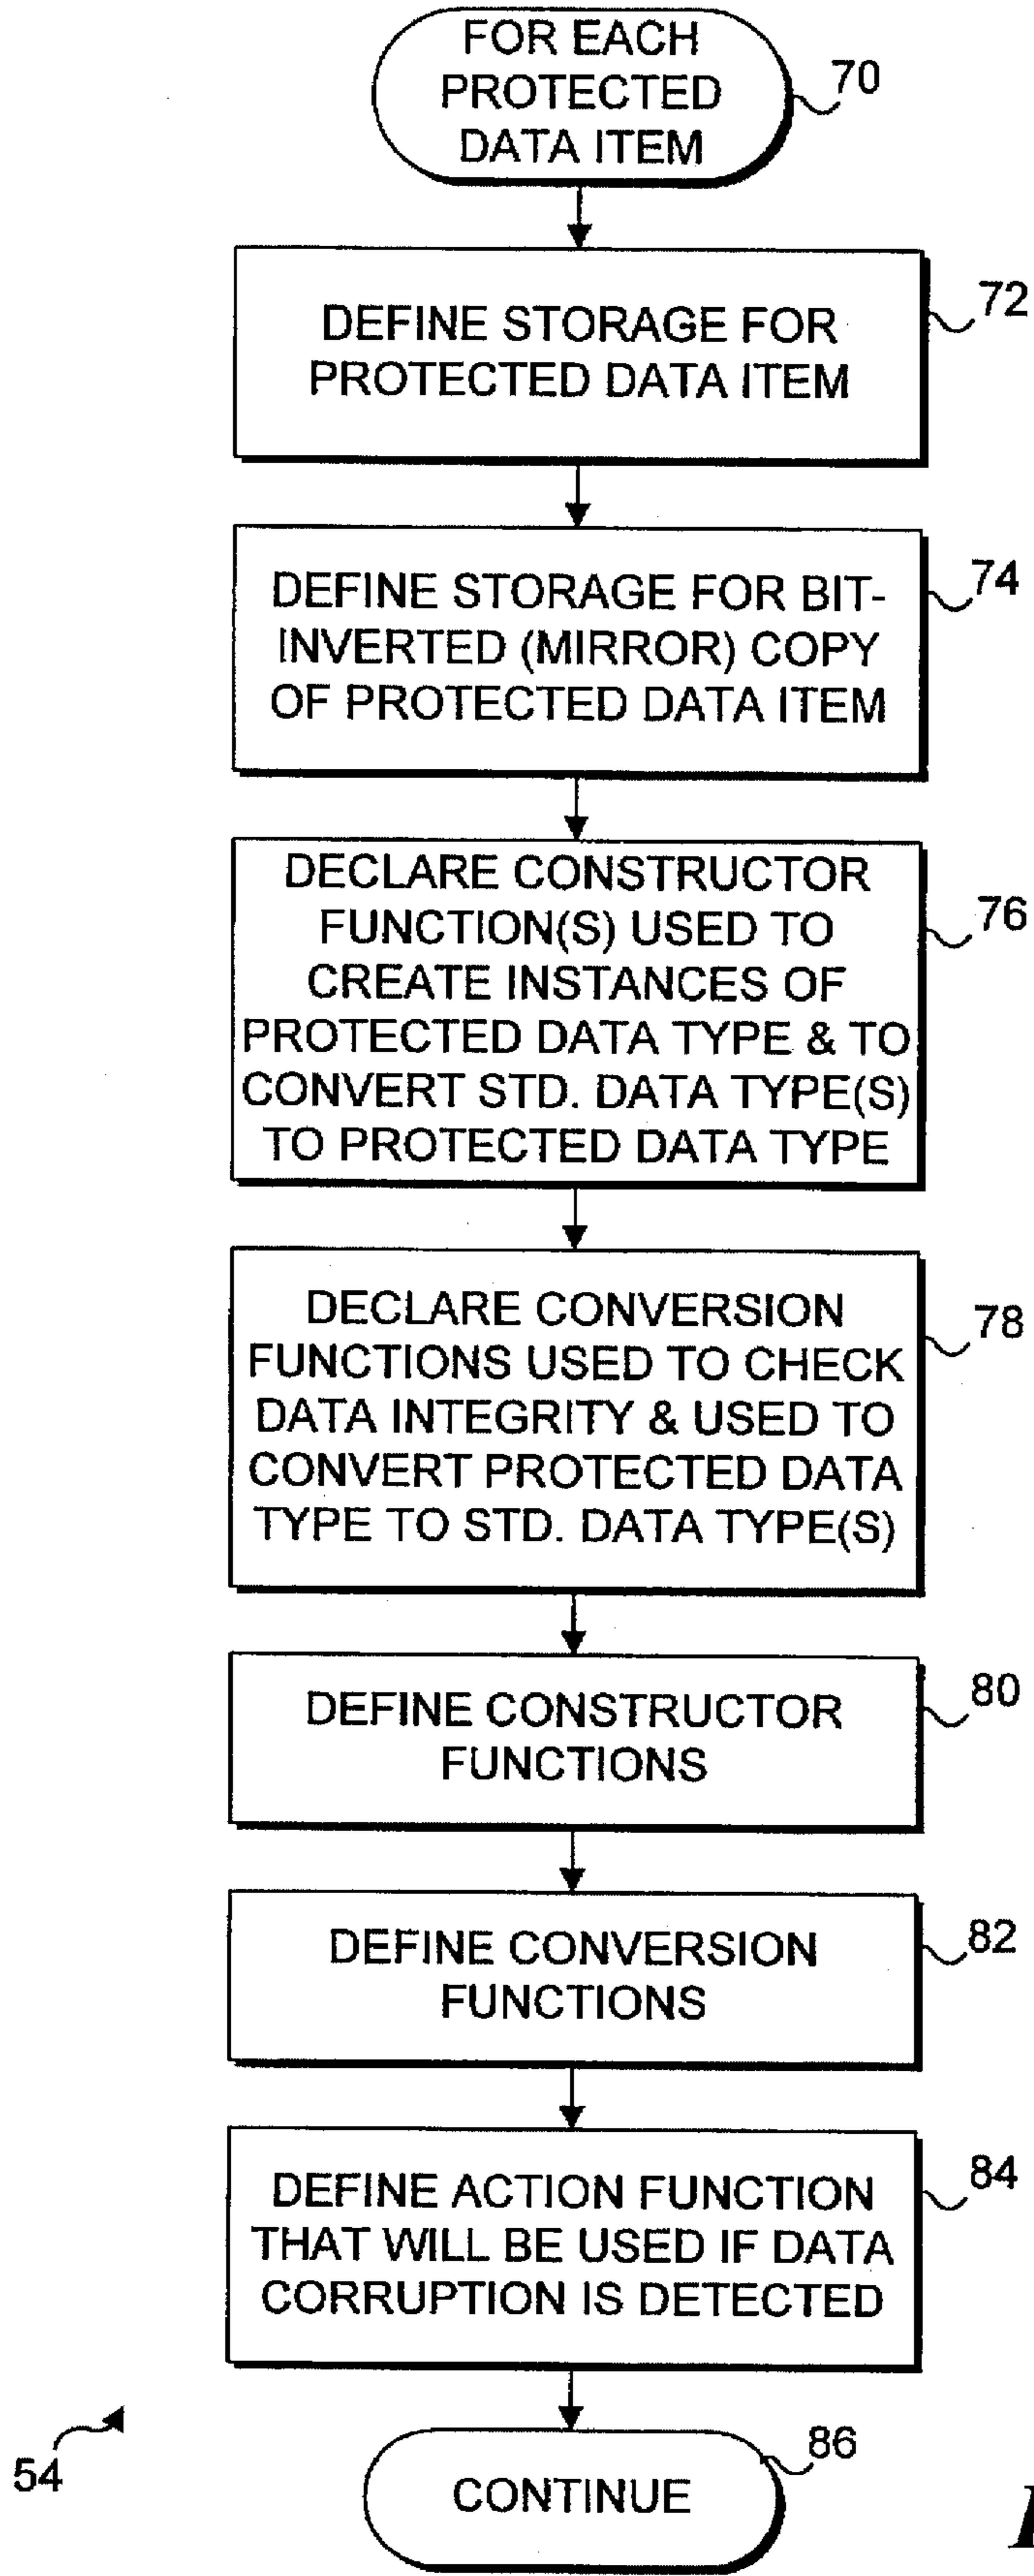 FOR EACH
PROTECTED
DATA ITEM
70
DEFINE STORAGE FOR
PROTECTED DATA ITEM
72
DEFINE STORAGE FOR BIT-
INVERTED (MIRROR) COPY
OF PROTECTED DATA ITEM
74
DECLARE CONSTRUCTOR
FUNCTION(S) USED TO
CREATE INSTANCES OF
PROTECTED DATA TYPE & TO
CONVERT STD. DATA TYPE(S)
TO PROTECTED DATA TYPE
76
DECLARE CONVERSION
FUNCTIONS USED TO CHECK
DATA INTEGRITY & USED TO
CONVERT PROTECTED DATA
TYPE TO STD. DATA TYPE(S)
78
DEFINE CONSTRUCTOR
FUNCTIONS
80
DEFINE CONVERSION
FUNCTIONS
82
DEFINE ACTION FUNCTION
THAT WILL BE USED IF DATA
CORRUPTION IS DETECTED
84
CONTINUE
86
54